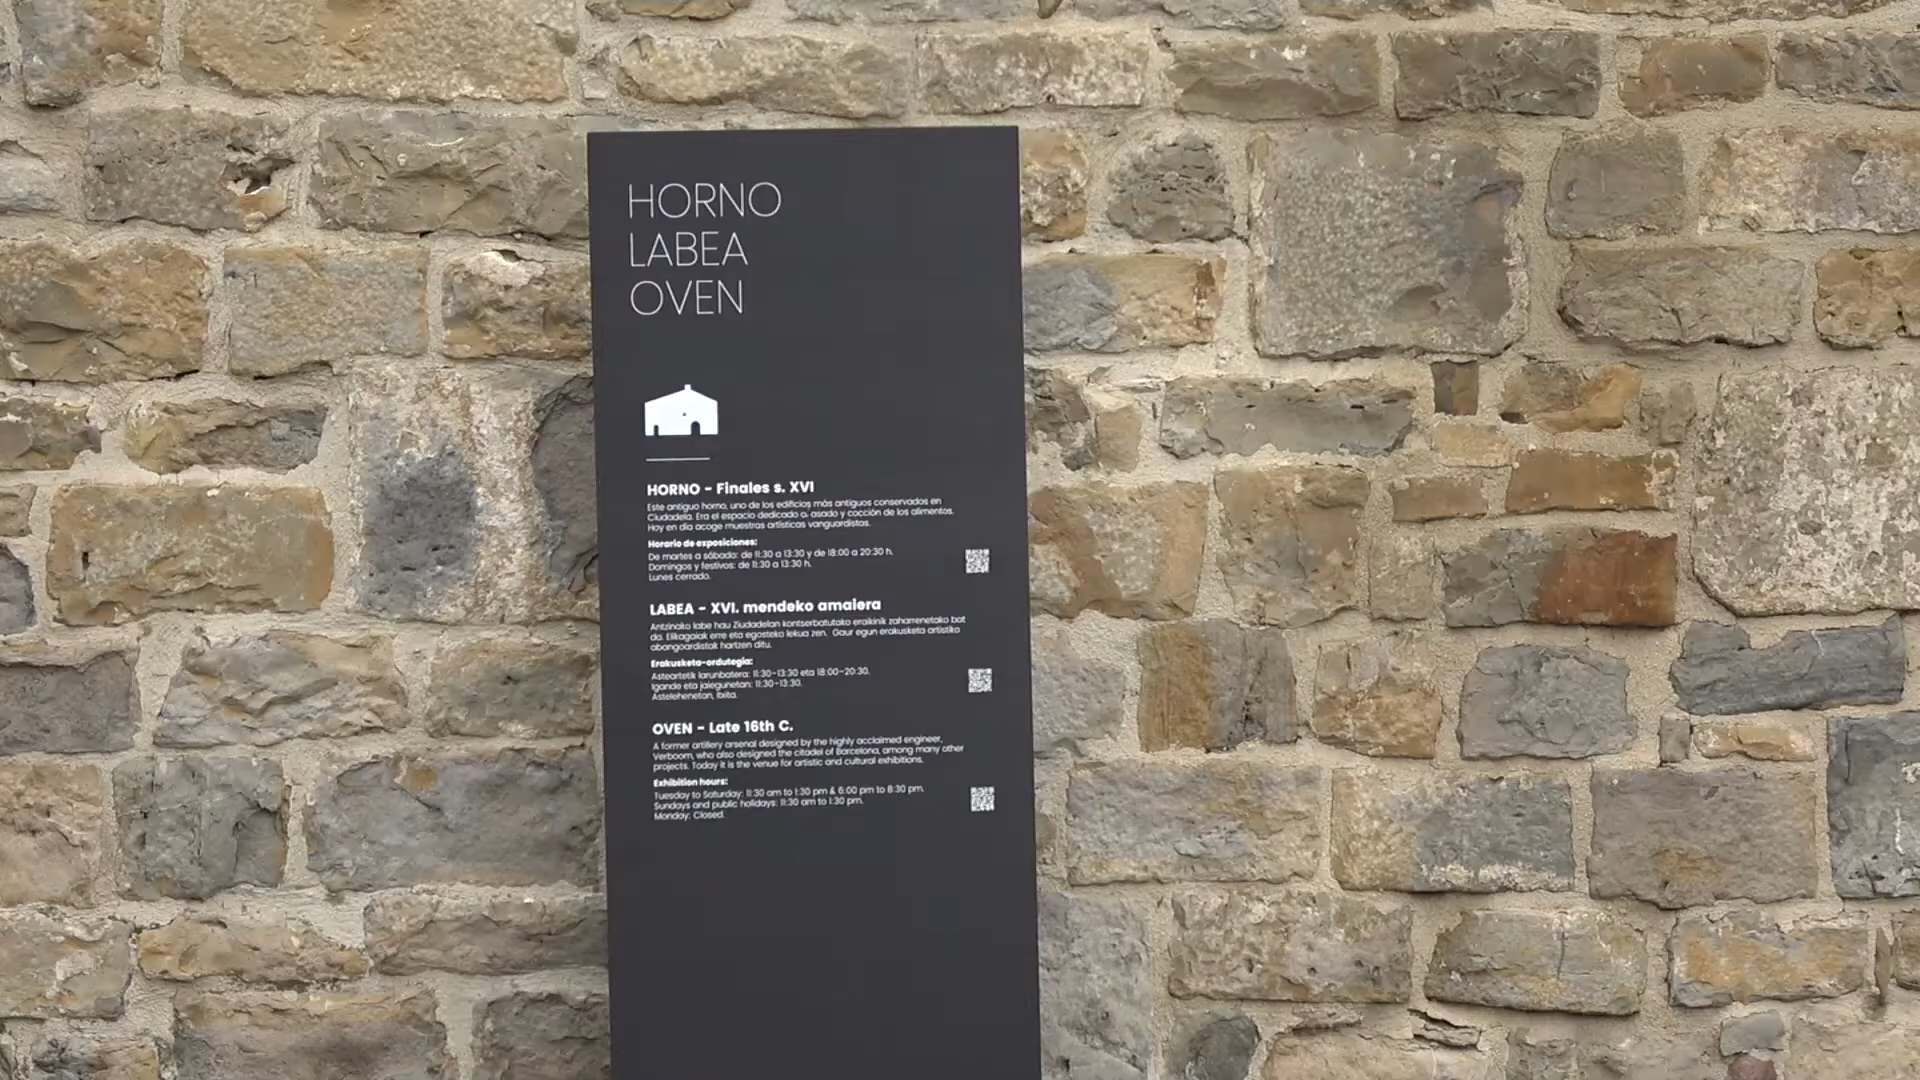 HORNO
LABEA
OVEN
HORNO - Finales s. XVI
Este antiguo horno, uno de los edificios más antiguos conservados en
Ciudadela. Era el espacio dedicado a asado y cocción de los alimentos.
Hoy en día acoge muestras artísticas vanguardistas.
Horario de exposiciones:
De martes a sábado: de 11:30 a 13:30 y de 18:00 a 20:30 h.
Domingos y festivos: de 11:30 a 13:30 h.
Lunes cerrado.
LABEA - XVI. mendeko amaiera
Antzinako labe hau Ziudadelan kontserbatutako eraikinik zaharrenetako bat
da. Elikagaiak erre eta egosteko lekua zen. Gaur egun erakusketa artistiko
abangoardistak hartzen ditu.
Erakusketa-ordutegia:
Asteartetik larunbatera: 11:30-13:30 eta 18:00-20:30.
Igande eta jaiegunetan: 11:30-13:30.
Astelehenetan, itxita.
OVEN - Late 16th C.
A former artillery arsenal designed by the highly acclaimed engineer,
Verboom, who also designed the citadel of Barcelona, among many other
projects. Today it is the venue for artistic and cultural exhibitions.
Exhibition hours:
Tuesday to Saturday: 11:30 am to 1:30 pm & 6:00 pm to 8:30 pm.
Sundays and public holidays: 11:30 am to 1:30 pm.
Monday: Closed.